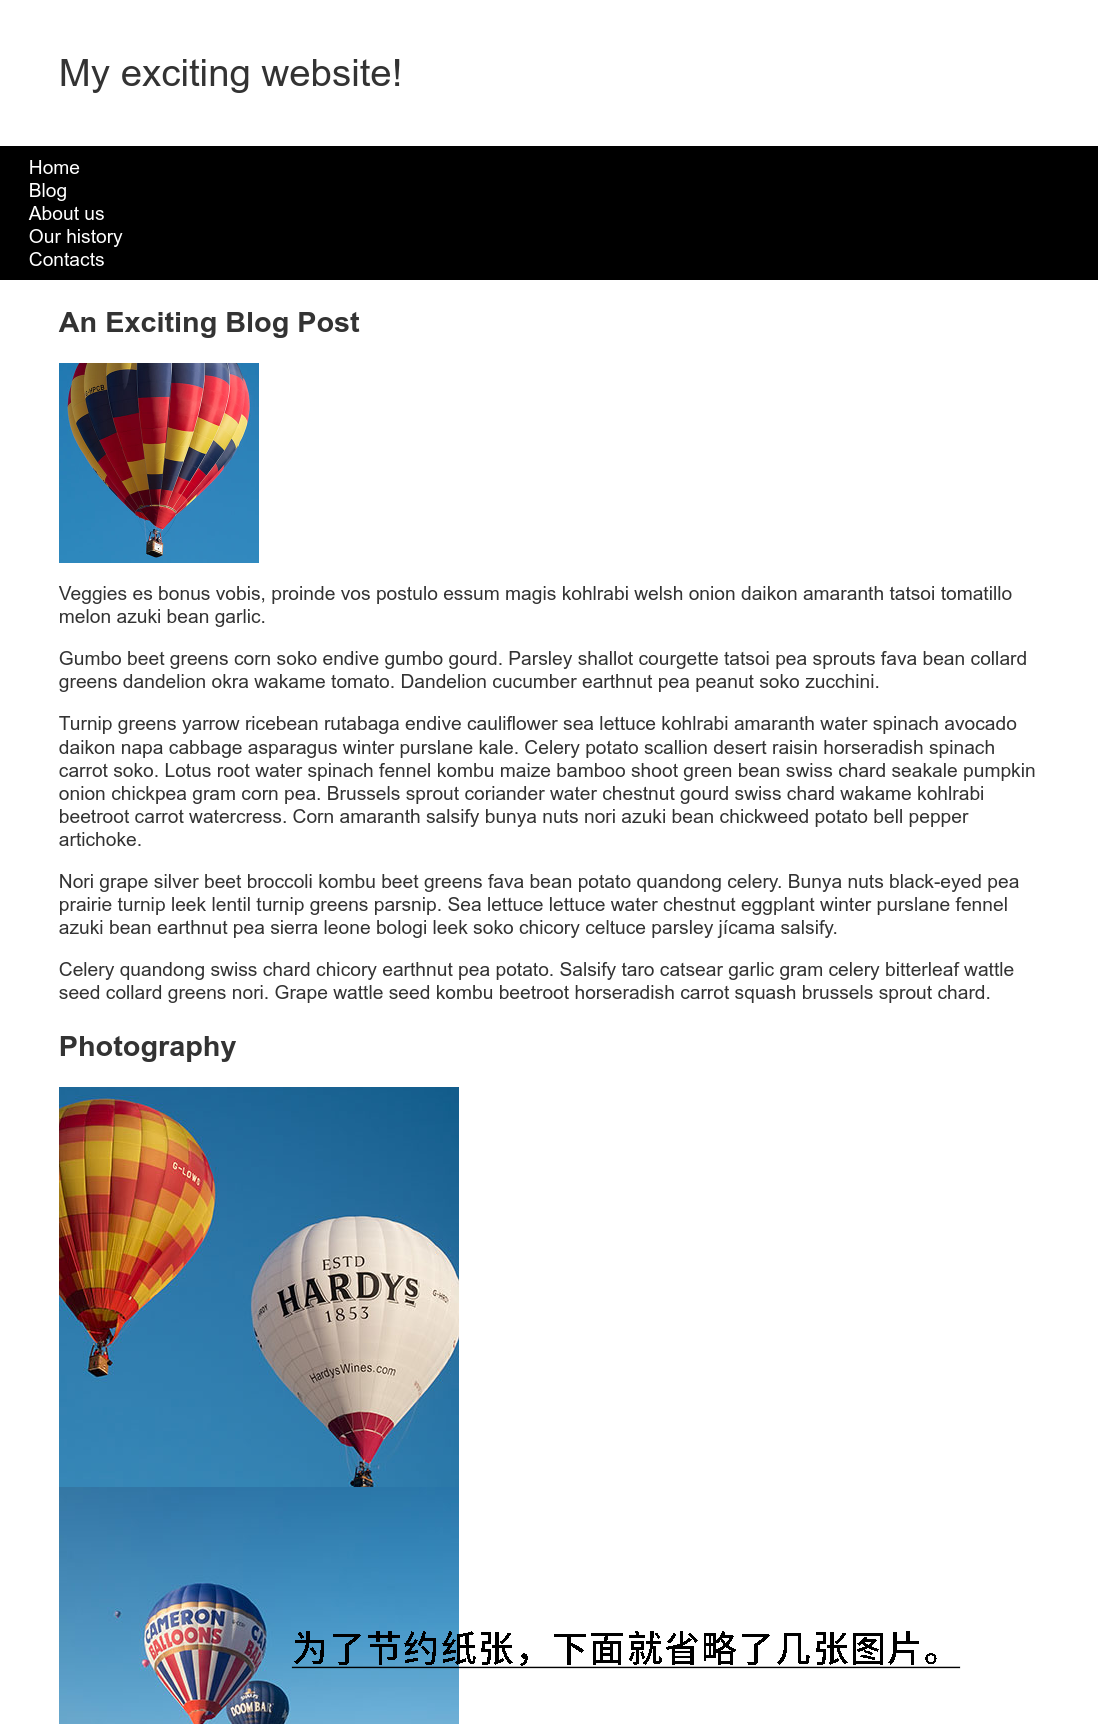 My exciting website!
Home
Blog
About us
Our history
Contacts
An Exciting Blog Post
G-HPCB
Veggies es bonus vobis, proinde vos postulo essum magis kohlrabi welsh onion daikon amaranth tatsoi tomatillo
melon azuki bean garlic.
Gumbo beet greens corn soko endive gumbo gourd. Parsley shallot courgette tatsoi pea sprouts fava bean collard
greens dandelion okra wakame tomato. Dandelion cucumber earthnut pea peanut soko zucchini.
Turnip greens yarrow ricebean rutabaga endive cauliflower sea lettuce kohlrabi amaranth water spinach avocado
daikon napa cabbage asparagus winter purslane kale. Celery potato scallion desert raisin horseradish spinach
carrot soko. Lotus root water spinach fennel kombu maize bamboo shoot green bean swiss chard seakale pumpkin
onion chickpea gram corn pea. Brussels sprout coriander water chestnut gourd swiss chard wakame kohlrabi
beetroot carrot watercress. Corn amaranth salsify bunya nuts nori azuki bean chickweed potato bell pepper
artichoke.
Nori grape silver beet broccoli kombu beet greens fava bean potato quandong celery. Bunya nuts black-eyed pea
prairie turnip leek lentil turnip greens parsnip. Sea lettuce lettuce water chestnut eggplant winter purslane fennel
azuki bean earthnut pea sierra leone bologi leek soko chicory celtuce parsley jícama salsify.
Celery quandong swiss chard chicory earthnut pea potato. Salsify taro catsear garlic gram celery bitterleaf wattle
seed collard greens nori. Grape wattle seed kombu beetroot horseradish carrot squash brussels sprout chard.
Photography
G-LOWS
ESTD
HARDYS
1853
HardysWines.com
CAMERON
BALLOONS
DOOM BAR
为了节约纸张，下面就省略了几张图片。